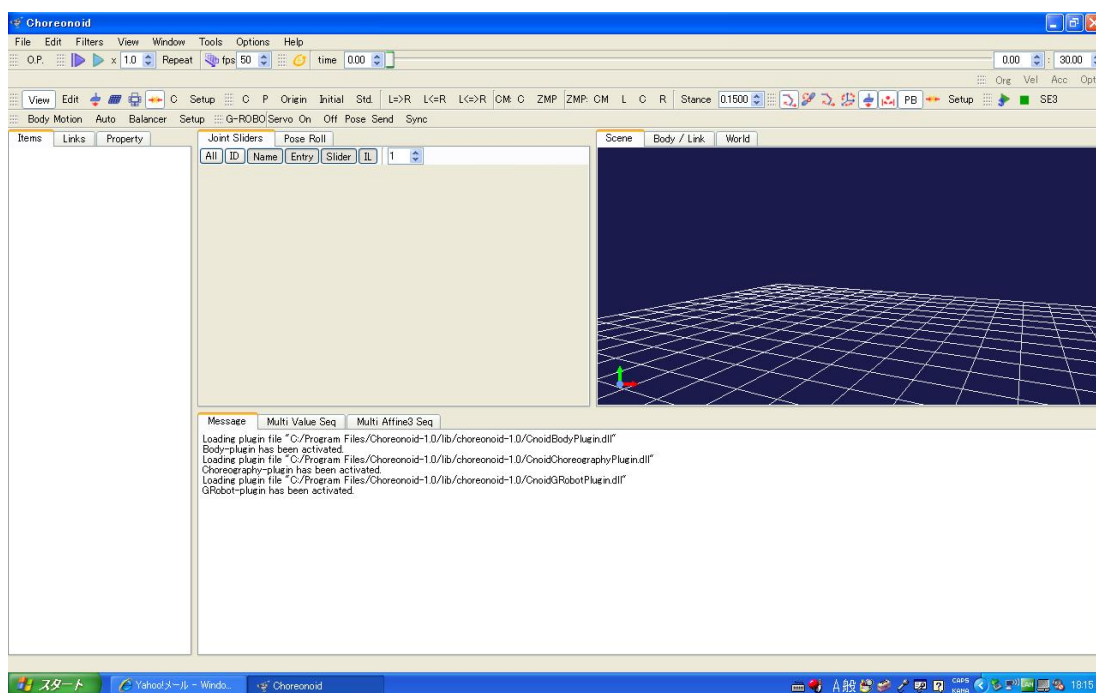 Choreonoid
File Edit Filters View Window Tools Options Help
O.P. x 1.0 Repeat fps 50 time 0.00 0.00 : 30.00
Org Vel Acc Opt
View Edit C Setup C P Origin Initial Std. L=>R L<=R L<=>R CM: C ZMP ZMP: CM L C R Stance 0.1500 PB Setup SE3
Body Motion Auto Balancer Setup G-ROBO Servo On Off Pose Send Sync
Items Links Property Joint Sliders Pose Roll Scene Body / Link World
All ID Name Entry Slider IL 1
Message Multi Value Seq Multi Affine3 Seq
Loading plugin file "C:/Program Files/Choreonoid-1.0/lib/choreonoid-1.0/CnoidBodyPlugin.dll"
Body-plugin has been activated.
Loading plugin file "C:/Program Files/Choreonoid-1.0/lib/choreonoid-1.0/CnoidChoreographyPlugin.dll"
Choreography-plugin has been activated.
Loading plugin file "C:/Program Files/Choreonoid-1.0/lib/choreonoid-1.0/CnoidGRobotPlugin.dll"
GRobot-plugin has been activated.
スタート Yahoo!メール - Windo... Choreonoid A 般 CAPS KANA 18:15